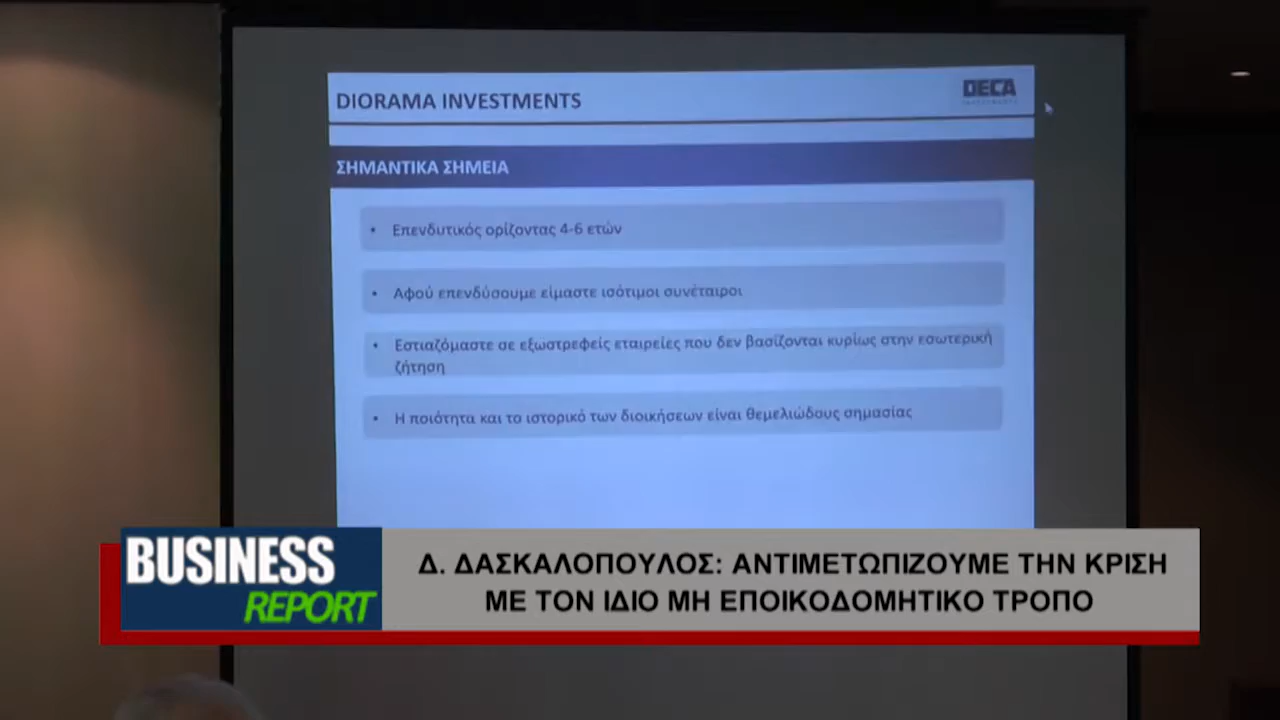 DIORAMA INVESTMENTS
DECA
ΣΗΜΑΝΤΙΚΑ ΣΗΜΕΙΑ
• Επενδυτικός ορίζοντας 4-6 ετών
• Αφού επενδύσουμε είμαστε ισότιμοι συνέταιροι
• Εστιαζόμαστε σε εξωστρεφείς εταιρείες που δεν βασίζονται κυρίως στην εσωτερική
ζήτηση
• Η ποιότητα και το ιστορικό των διοικήσεων είναι θεμελιώδους σημασίας
BUSINESS
REPORT
Δ. ΔΑΣΚΑΛΟΠΟΥΛΟΣ: ΑΝΤΙΜΕΤΩΠΙΖΟΥΜΕ ΤΗΝ ΚΡΙΣΗ
ΜΕ ΤΟΝ ΙΔΙΟ ΜΗ ΕΠΟΙΚΟΔΟΜΗΤΙΚΟ ΤΡΟΠΟ